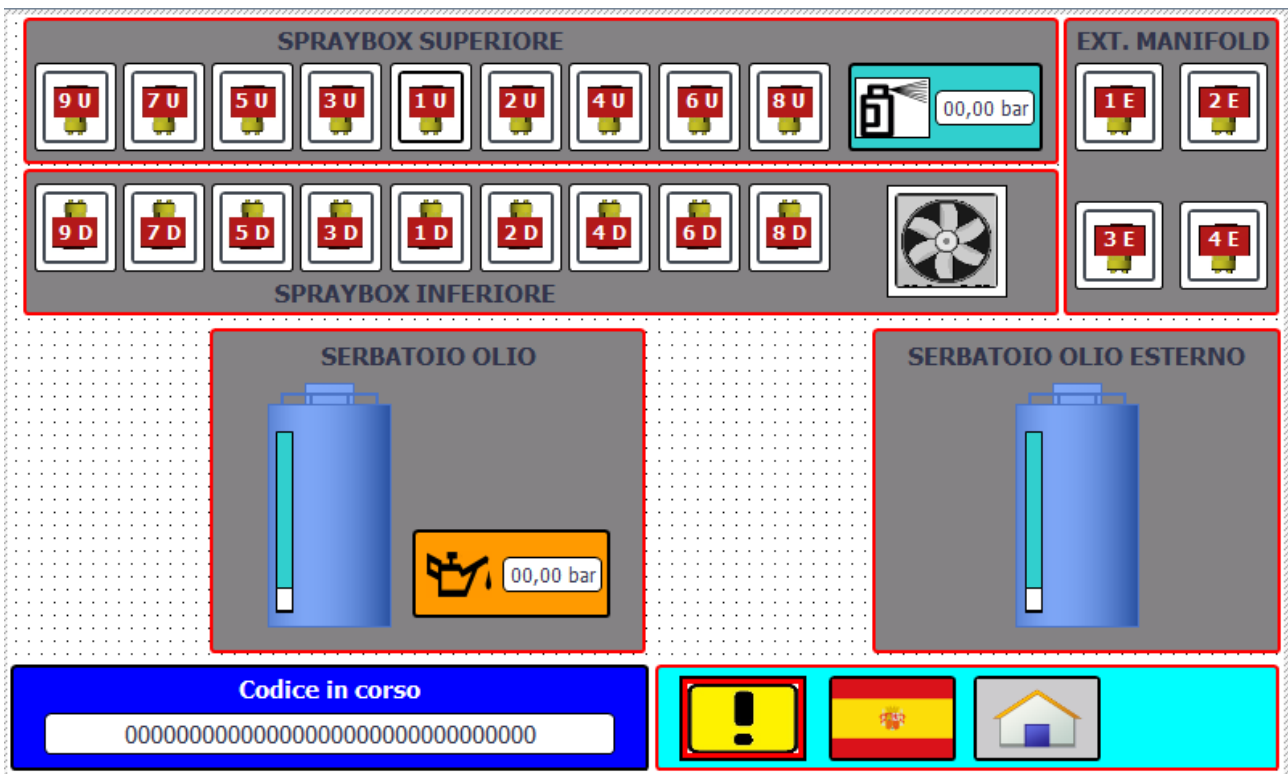 SPRAYBOX SUPERIORE
9 U 7 U 5 U 3 U 1 U 2 U 4 U 6 U 8 U
00,00 bar
EXT. MANIFOLD
1 E 2 E
3 E 4 E
9 D 7 D 5 D 3 D 1 D 2 D 4 D 6 D 8 D
SPRAYBOX INFERIORE
SERBATOIO OLIO
00,00 bar
SERBATOIO OLIO ESTERNO
Codice in corso
00000000000000000000000000000000